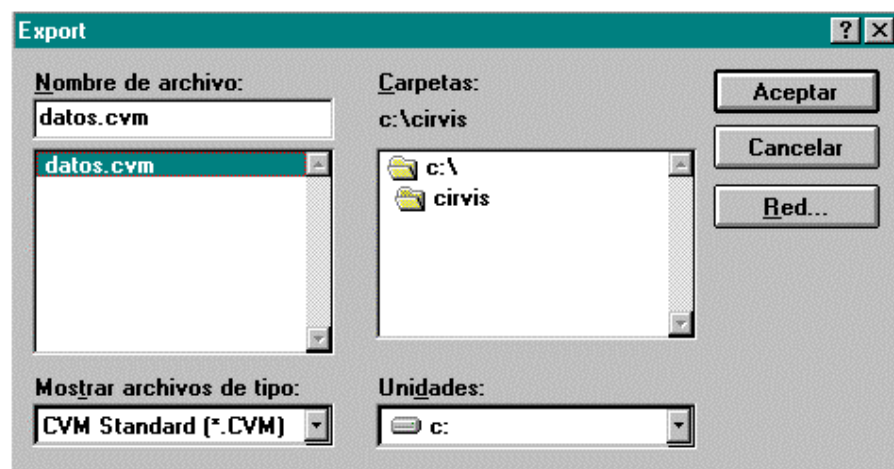 Export
Nombre de archivo:
datos.cvm
datos.cvm
Mostrar archivos de tipo:
CVM Standard (*.CVM)
Carpetas:
c:\cirvis
c:\
cirvis
Unidades:
c:
Aceptar
Cancelar
Red...